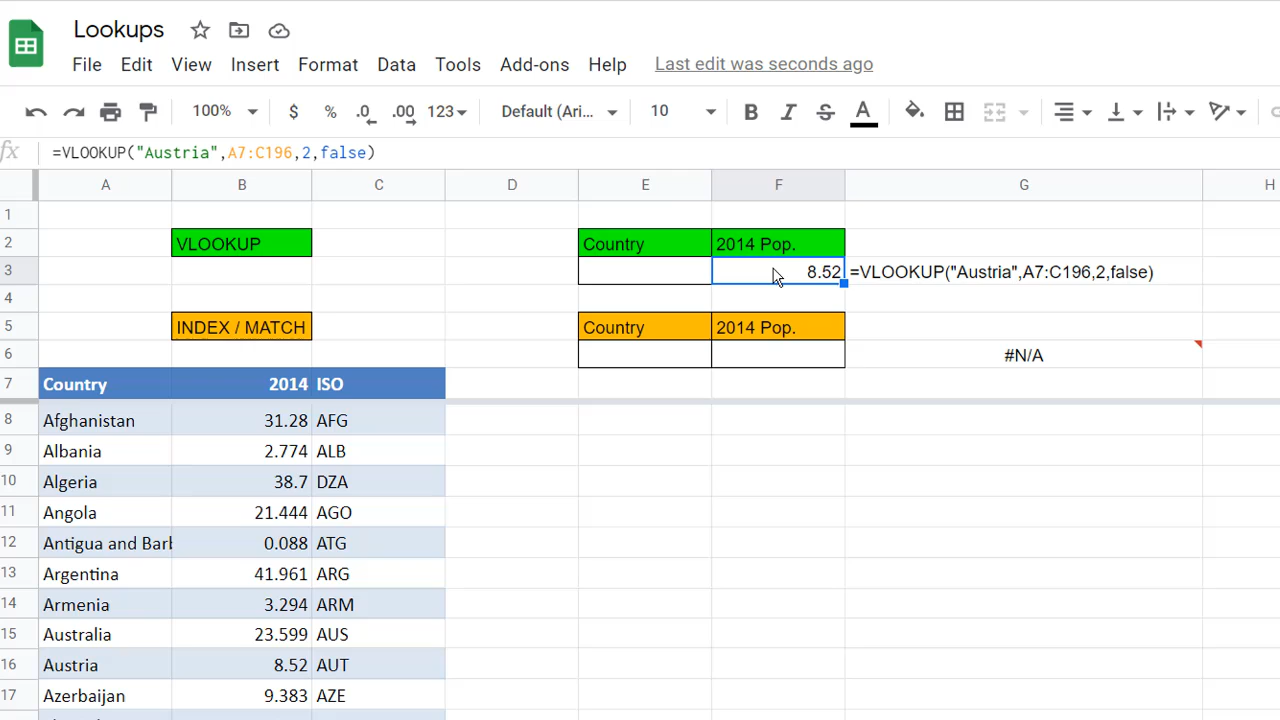 Lookups
File Edit View Insert Format Data Tools Add-ons Help Last edit was seconds ago
100% $ % .0 .00 123 Default (Ari... 10 B I S A
fx =VLOOKUP("Austria",A7:C196,2,false)
A B C D E F G H
1
2 VLOOKUP Country 2014 Pop.
3 8.52 =VLOOKUP("Austria",A7:C196,2,false)
4
5 INDEX / MATCH Country 2014 Pop.
6 #N/A
7 Country 2014 ISO
8 Afghanistan 31.28 AFG
9 Albania 2.774 ALB
10 Algeria 38.7 DZA
11 Angola 21.444 AGO
12 Antigua and Barb 0.088 ATG
13 Argentina 41.961 ARG
14 Armenia 3.294 ARM
15 Australia 23.599 AUS
16 Austria 8.52 AUT
17 Azerbaijan 9.383 AZE